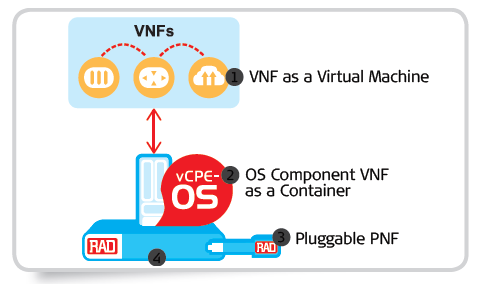 VNFs
1 VNF as a Virtual Machine
vCPE-
OS
2 OS Component VNF
as a Container
3 Pluggable PNF
RAD
RAD
4